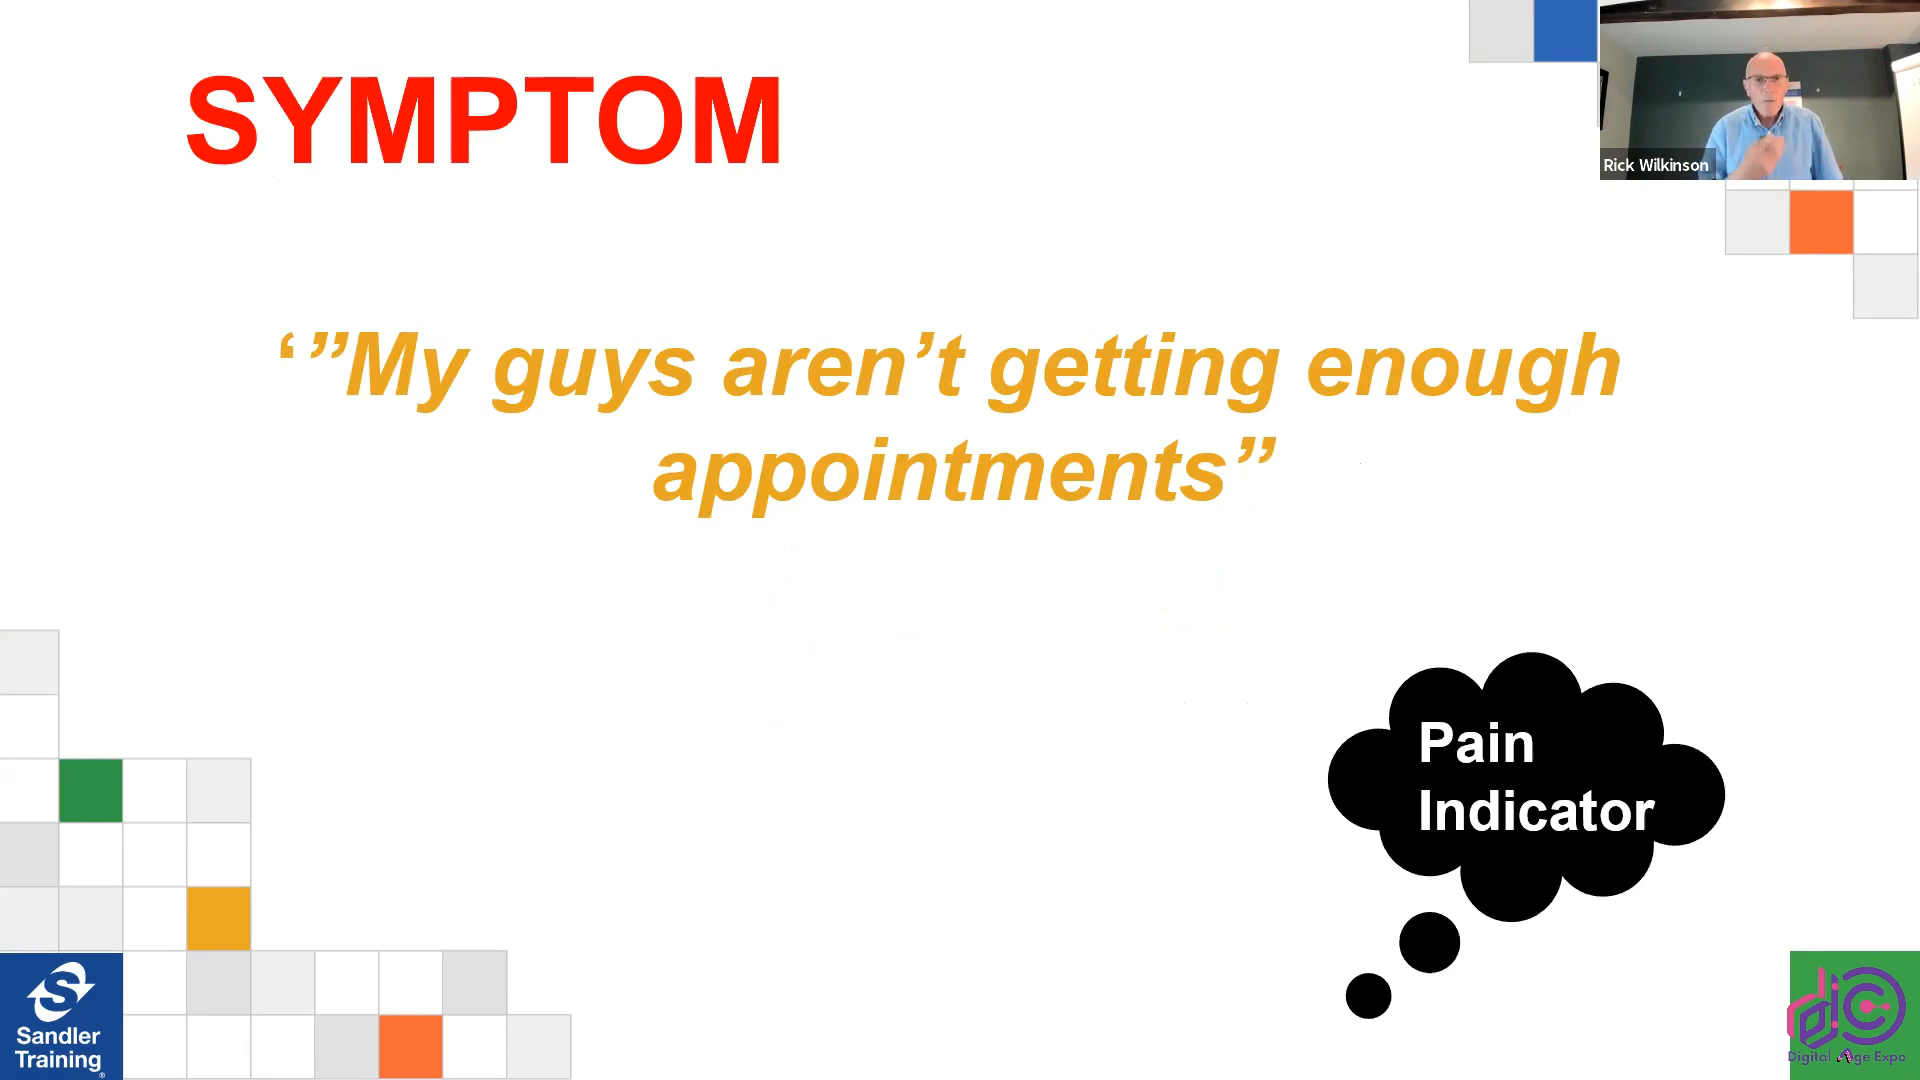 SYMPTOM
Rick Wilkinson
‘”My guys aren’t getting enough
appointments”
Pain
Indicator
Sandler
Training®
Digital Age Expo